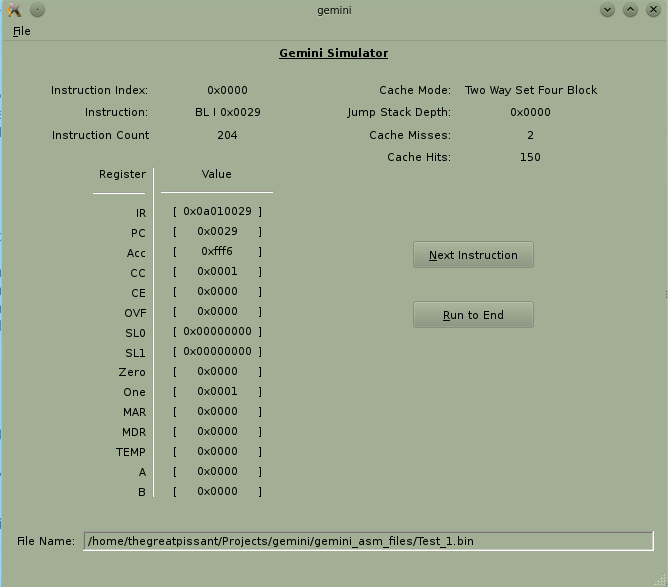 gemini
File
Gemini Simulator
Instruction Index: 0x0000 Cache Mode: Two Way Set Four Block
Instruction: BL I 0x0029 Jump Stack Depth: 0x0000
Instruction Count 204 Cache Misses: 2
Cache Hits: 150
Register Value
IR [ 0x0a010029 ]
PC [ 0x0029 ]
Acc [ 0xfff6 ]
CC [ 0x0001 ]
CE [ 0x0000 ]
OVF [ 0x0000 ]
SL0 [ 0x00000000 ]
SL1 [ 0x00000000 ]
Zero [ 0x0000 ]
One [ 0x0001 ]
MAR [ 0x0000 ]
MDR [ 0x0000 ]
TEMP [ 0x0000 ]
A [ 0x0000 ]
B [ 0x0000 ]
Next Instruction
Run to End
File Name: /home/thegreatpissant/Projects/gemini/gemini_asm_files/Test_1.bin